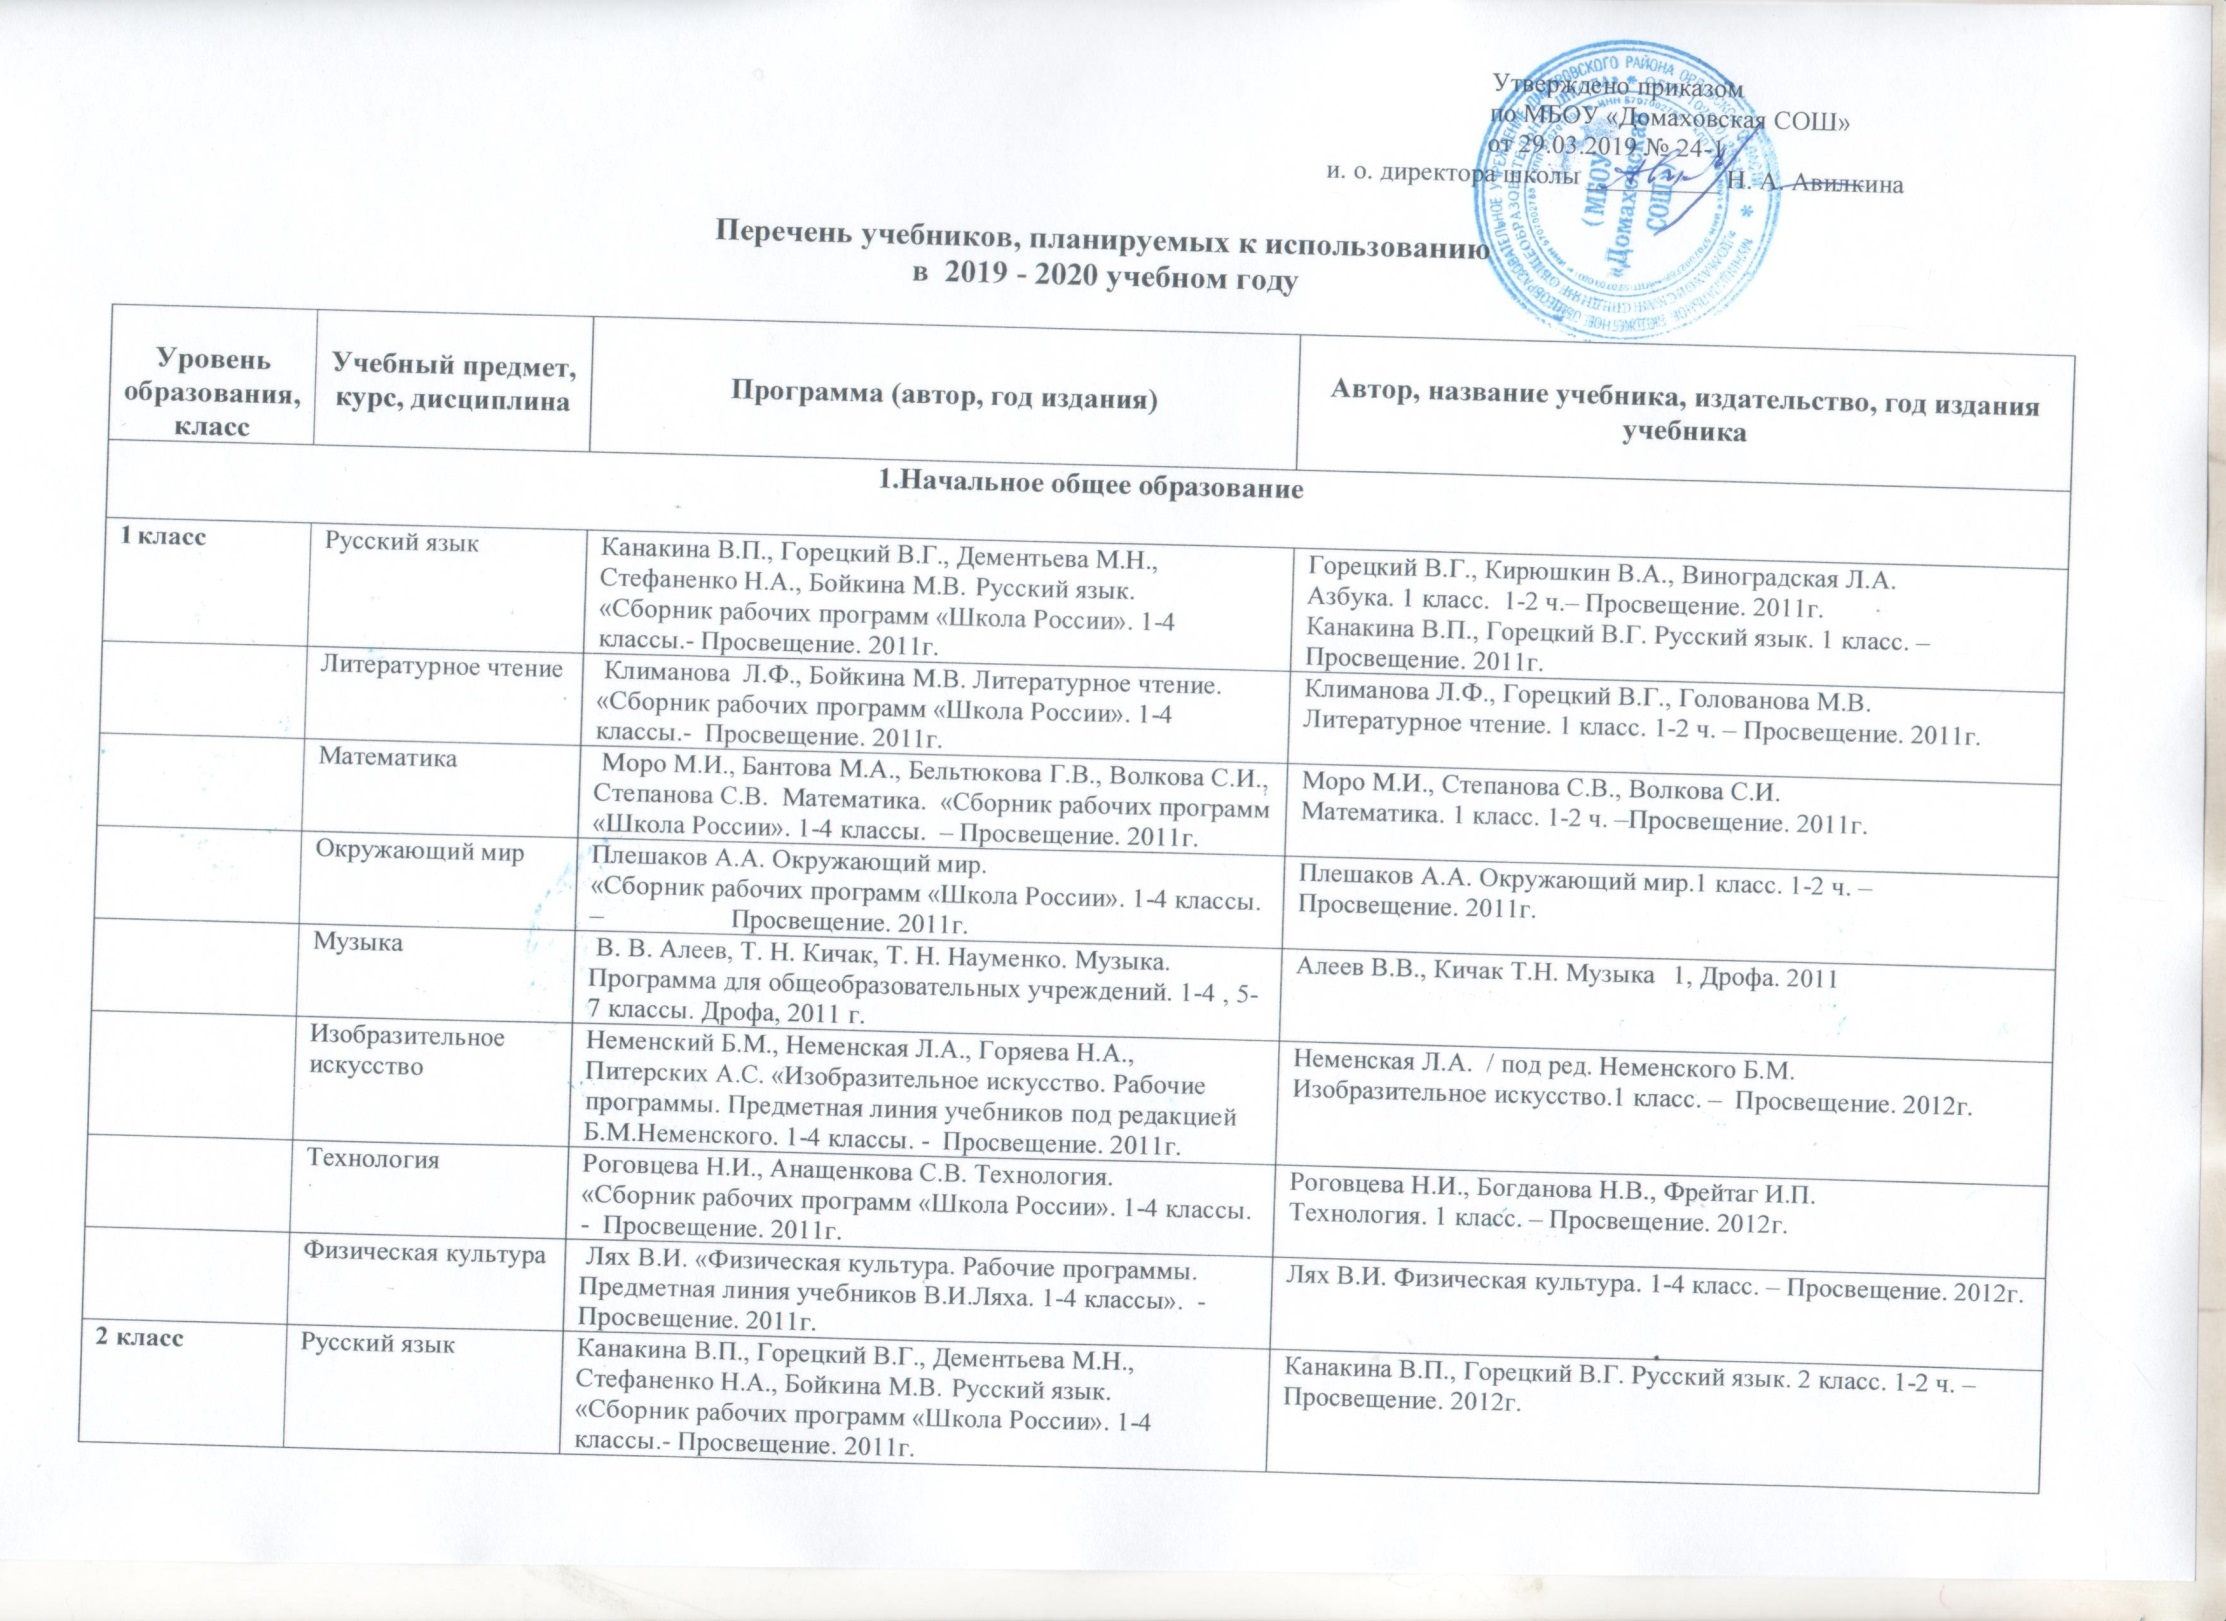 Утверждено приказом
по МБОУ «Домаховская СОШ»
от 29.03.2019 № 24-1
и. о. директора школы __________ Н. А. Авилкина
(МБОУ
«Домаховская
СОШ»)
Перечень учебников, планируемых к использованию
в 2019 - 2020 учебном году
Уровень
образования,
класс
Учебный предмет,
курс, дисциплина
Программа (автор, год издания)
Автор, название учебника, издательство, год издания
учебника
1.Начальное общее образование
1 класс
Русский язык
Канакина В.П., Горецкий В.Г., Дементьева М.Н.,
Стефаненко Н.А., Бойкина М.В. Русский язык.
«Сборник рабочих программ «Школа России». 1-4
классы.- Просвещение. 2011г.
Горецкий В.Г., Кирюшкин В.А., Виноградская Л.А.
Азбука. 1 класс. 1-2 ч.– Просвещение. 2011г.
Канакина В.П., Горецкий В.Г. Русский язык. 1 класс. –
Просвещение. 2011г.
Литературное чтение
Климанова Л.Ф., Бойкина М.В. Литературное чтение.
«Сборник рабочих программ «Школа России». 1-4
классы.- Просвещение. 2011г.
Климанова Л.Ф., Горецкий В.Г., Голованова М.В.
Литературное чтение. 1 класс. 1-2 ч. – Просвещение. 2011г.
Математика
Моро М.И., Бантова М.А., Бельтюкова Г.В., Волкова С.И.,
Степанова С.В. Математика. «Сборник рабочих программ
«Школа России». 1-4 классы. – Просвещение. 2011г.
Моро М.И., Степанова С.В., Волкова С.И.
Математика. 1 класс. 1-2 ч. –Просвещение. 2011г.
Окружающий мир
Плешаков А.А. Окружающий мир.
«Сборник рабочих программ «Школа России». 1-4 классы.
– Просвещение. 2011г.
Плешаков А.А. Окружающий мир.1 класс. 1-2 ч. –
Просвещение. 2011г.
Музыка
В. В. Алеев, Т. Н. Кичак, Т. Н. Науменко. Музыка.
Программа для общеобразовательных учреждений. 1-4 , 5-
7 классы. Дрофа, 2011 г.
Алеев В.В., Кичак Т.Н. Музыка 1, Дрофа. 2011
Изобразительное
искусство
Неменский Б.М., Неменская Л.А., Горяева Н.А.,
Питерских А.С. «Изобразительное искусство. Рабочие
программы. Предметная линия учебников под редакцией
Б.М.Неменского. 1-4 классы. - Просвещение. 2011г.
Неменская Л.А. / под ред. Неменского Б.М.
Изобразительное искусство.1 класс. – Просвещение. 2012г.
Технология
Роговцева Н.И., Анащенкова С.В. Технология.
«Сборник рабочих программ «Школа России». 1-4 классы.
- Просвещение. 2011г.
Роговцева Н.И., Богданова Н.В., Фрейтаг И.П.
Технология. 1 класс. – Просвещение. 2012г.
Физическая культура
Лях В.И. «Физическая культура. Рабочие программы.
Предметная линия учебников В.И.Ляха. 1-4 классы». -
Просвещение. 2011г.
Лях В.И. Физическая культура. 1-4 класс. – Просвещение. 2012г.
2 класс
Русский язык
Канакина В.П., Горецкий В.Г., Дементьева М.Н.,
Стефаненко Н.А., Бойкина М.В. Русский язык.
«Сборник рабочих программ «Школа России». 1-4
классы.- Просвещение. 2011г.
Канакина В.П., Горецкий В.Г. Русский язык. 2 класс. 1-2 ч. –
Просвещение. 2012г.